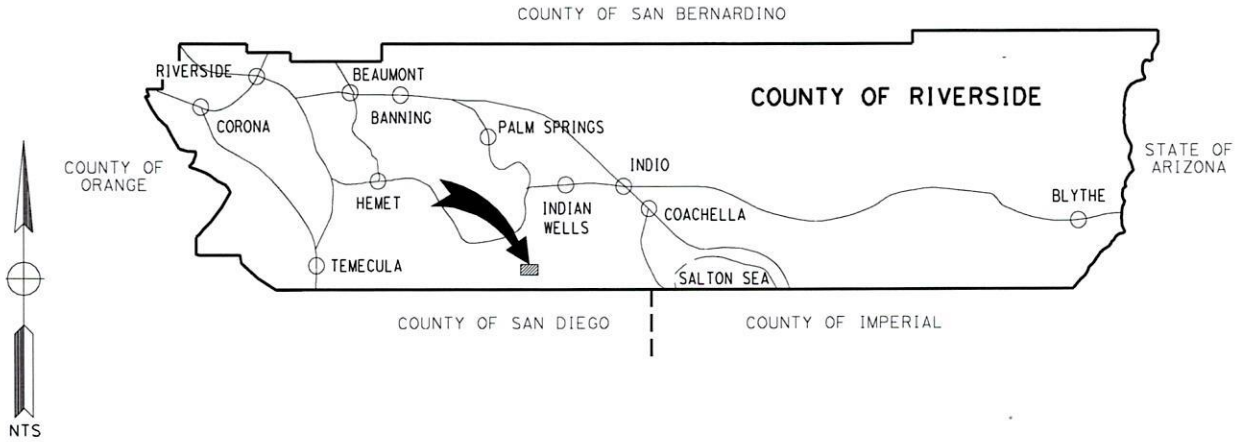 COUNTY OF SAN BERNARDINO
RIVERSIDE
BEAUMONT
COUNTY OF RIVERSIDE
BANNING
CORONA
PALM SPRINGS
STATE OF
ARIZONA
COUNTY OF
ORANGE
INDIO
HEMET
INDIAN
WELLS
COACHELLA
BLYTHE
TEMECULA
SALTON SEA
COUNTY OF SAN DIEGO
COUNTY OF IMPERIAL
NTS